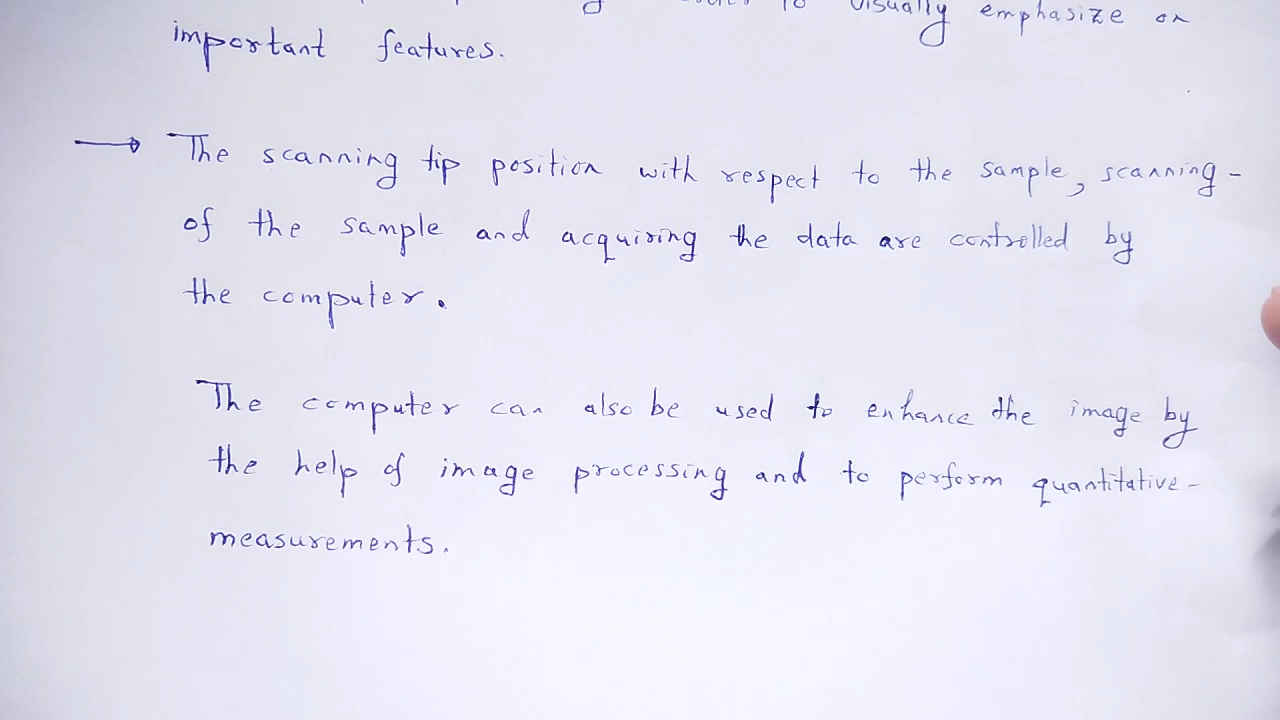 to visually emphasize on
important features.
→ The scanning tip position with respect to the sample, scanning -
of the sample and acquiring the data are controlled by
the computer.
The computer can also be used to enhance the image by
the help of image processing and to perform quantitative -
measurements.